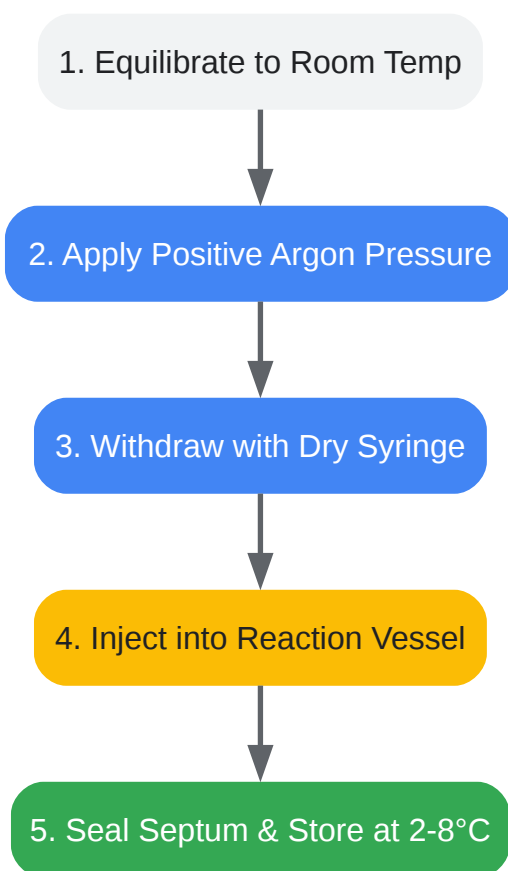 1. Equilibrate to Room Temp
2. Apply Positive Argon Pressure
3. Withdraw with Dry Syringe
4. Inject into Reaction Vessel
5. Seal Septum & Store at 2-8°C